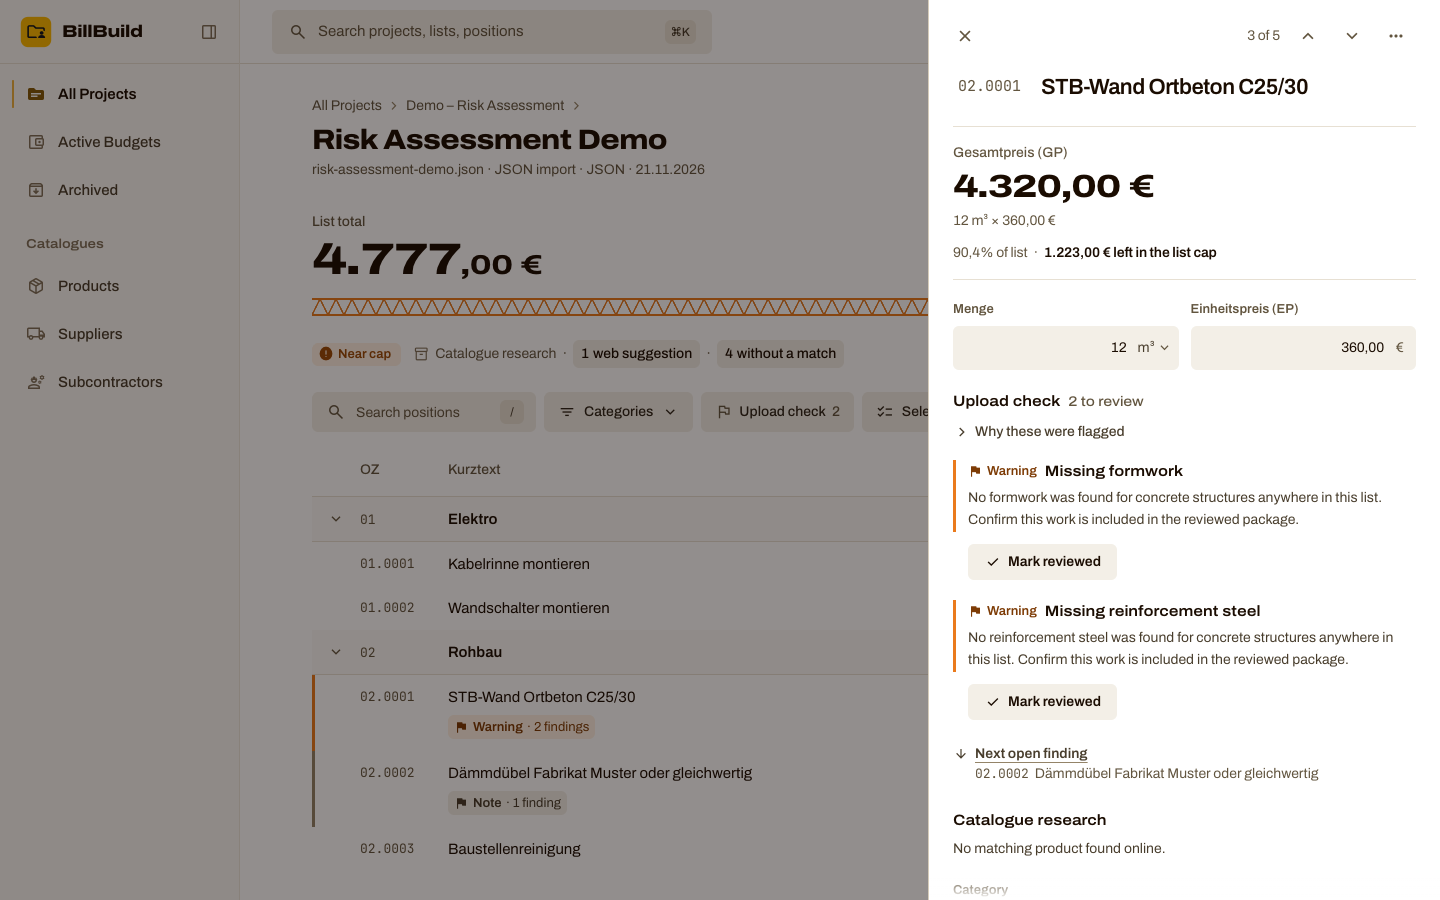 BillBuild
Search projects, lists, positions
⌘K
All Projects
Active Budgets
Archived
Catalogues
Products
Suppliers
Subcontractors
All Projects › Demo – Risk Assessment ›
Risk Assessment Demo
risk-assessment-demo.json · JSON import · JSON · 21.11.2026
List total
4.777,00 €
Near cap
Catalogue research · 1 web suggestion · 4 without a match
Search positions /
Categories
Upload check 2
Sele
OZ Kurztext
01 Elektro
01.0001 Kabelrinne montieren
01.0002 Wandschalter montieren
02 Rohbau
02.0001 STB-Wand Ortbeton C25/30
Warning · 2 findings
02.0002 Dämmdübel Fabrikat Muster oder gleichwertig
Note · 1 finding
02.0003 Baustellenreinigung
3 of 5
02.0001 STB-Wand Ortbeton C25/30
Gesamtpreis (GP)
4.320,00 €
12 m³ × 360,00 €
90,4% of list · 1.223,00 € left in the list cap
Menge
12 m³
Einheitspreis (EP)
360,00 €
Upload check 2 to review
Why these were flagged
Warning Missing formwork
No formwork was found for concrete structures anywhere in this list.
Confirm this work is included in the reviewed package.
Mark reviewed
Warning Missing reinforcement steel
No reinforcement steel was found for concrete structures anywhere in
this list. Confirm this work is included in the reviewed package.
Mark reviewed
Next open finding
02.0002 Dämmdübel Fabrikat Muster oder gleichwertig
Catalogue research
No matching product found online.
Category